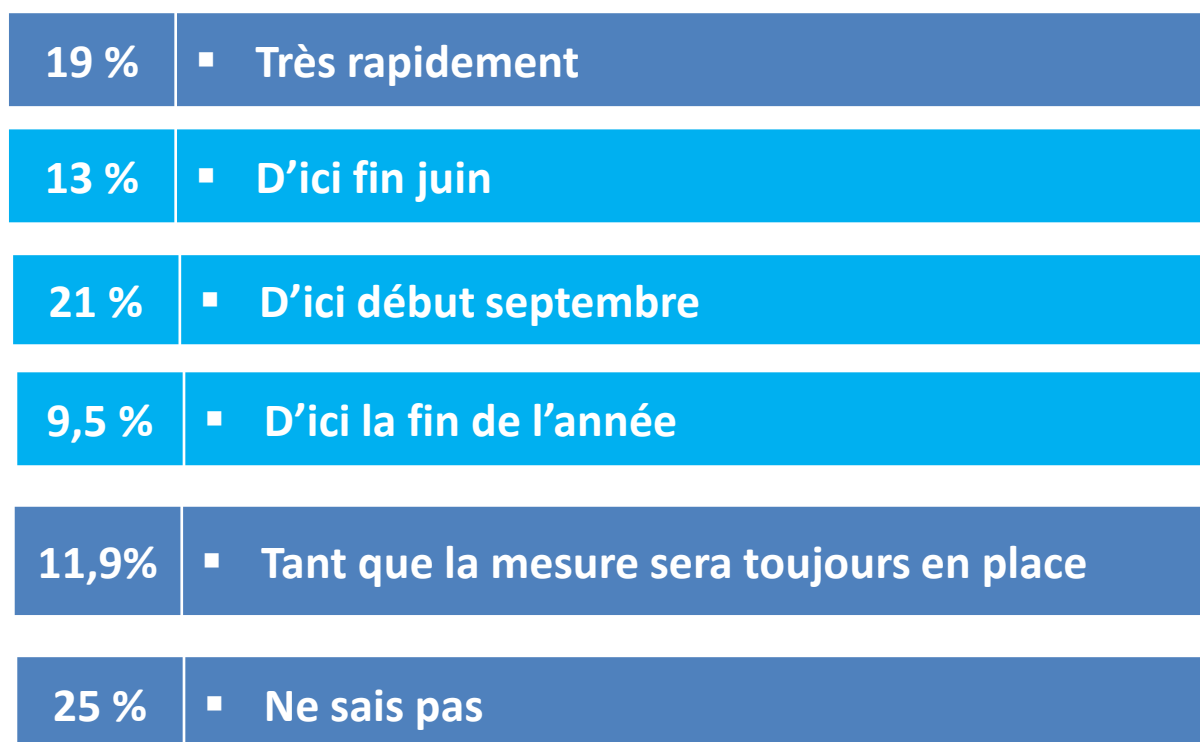 19 % ▪ Très rapidement
13 % ▪ D’ici fin juin
21 % ▪ D’ici début septembre
9,5 % ▪ D’ici la fin de l’année
11,9% ▪ Tant que la mesure sera toujours en place
25 % ▪ Ne sais pas